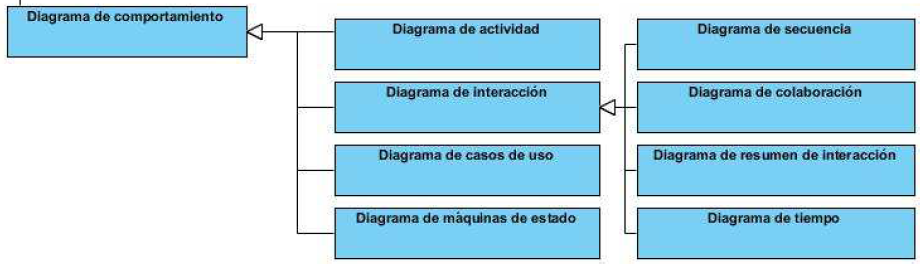 Diagrama de comportamiento
Diagrama de actividad
Diagrama de secuencia
Diagrama de interacción
Diagrama de colaboración
Diagrama de casos de uso
Diagrama de resumen de interacción
Diagrama de máquinas de estado
Diagrama de tiempo